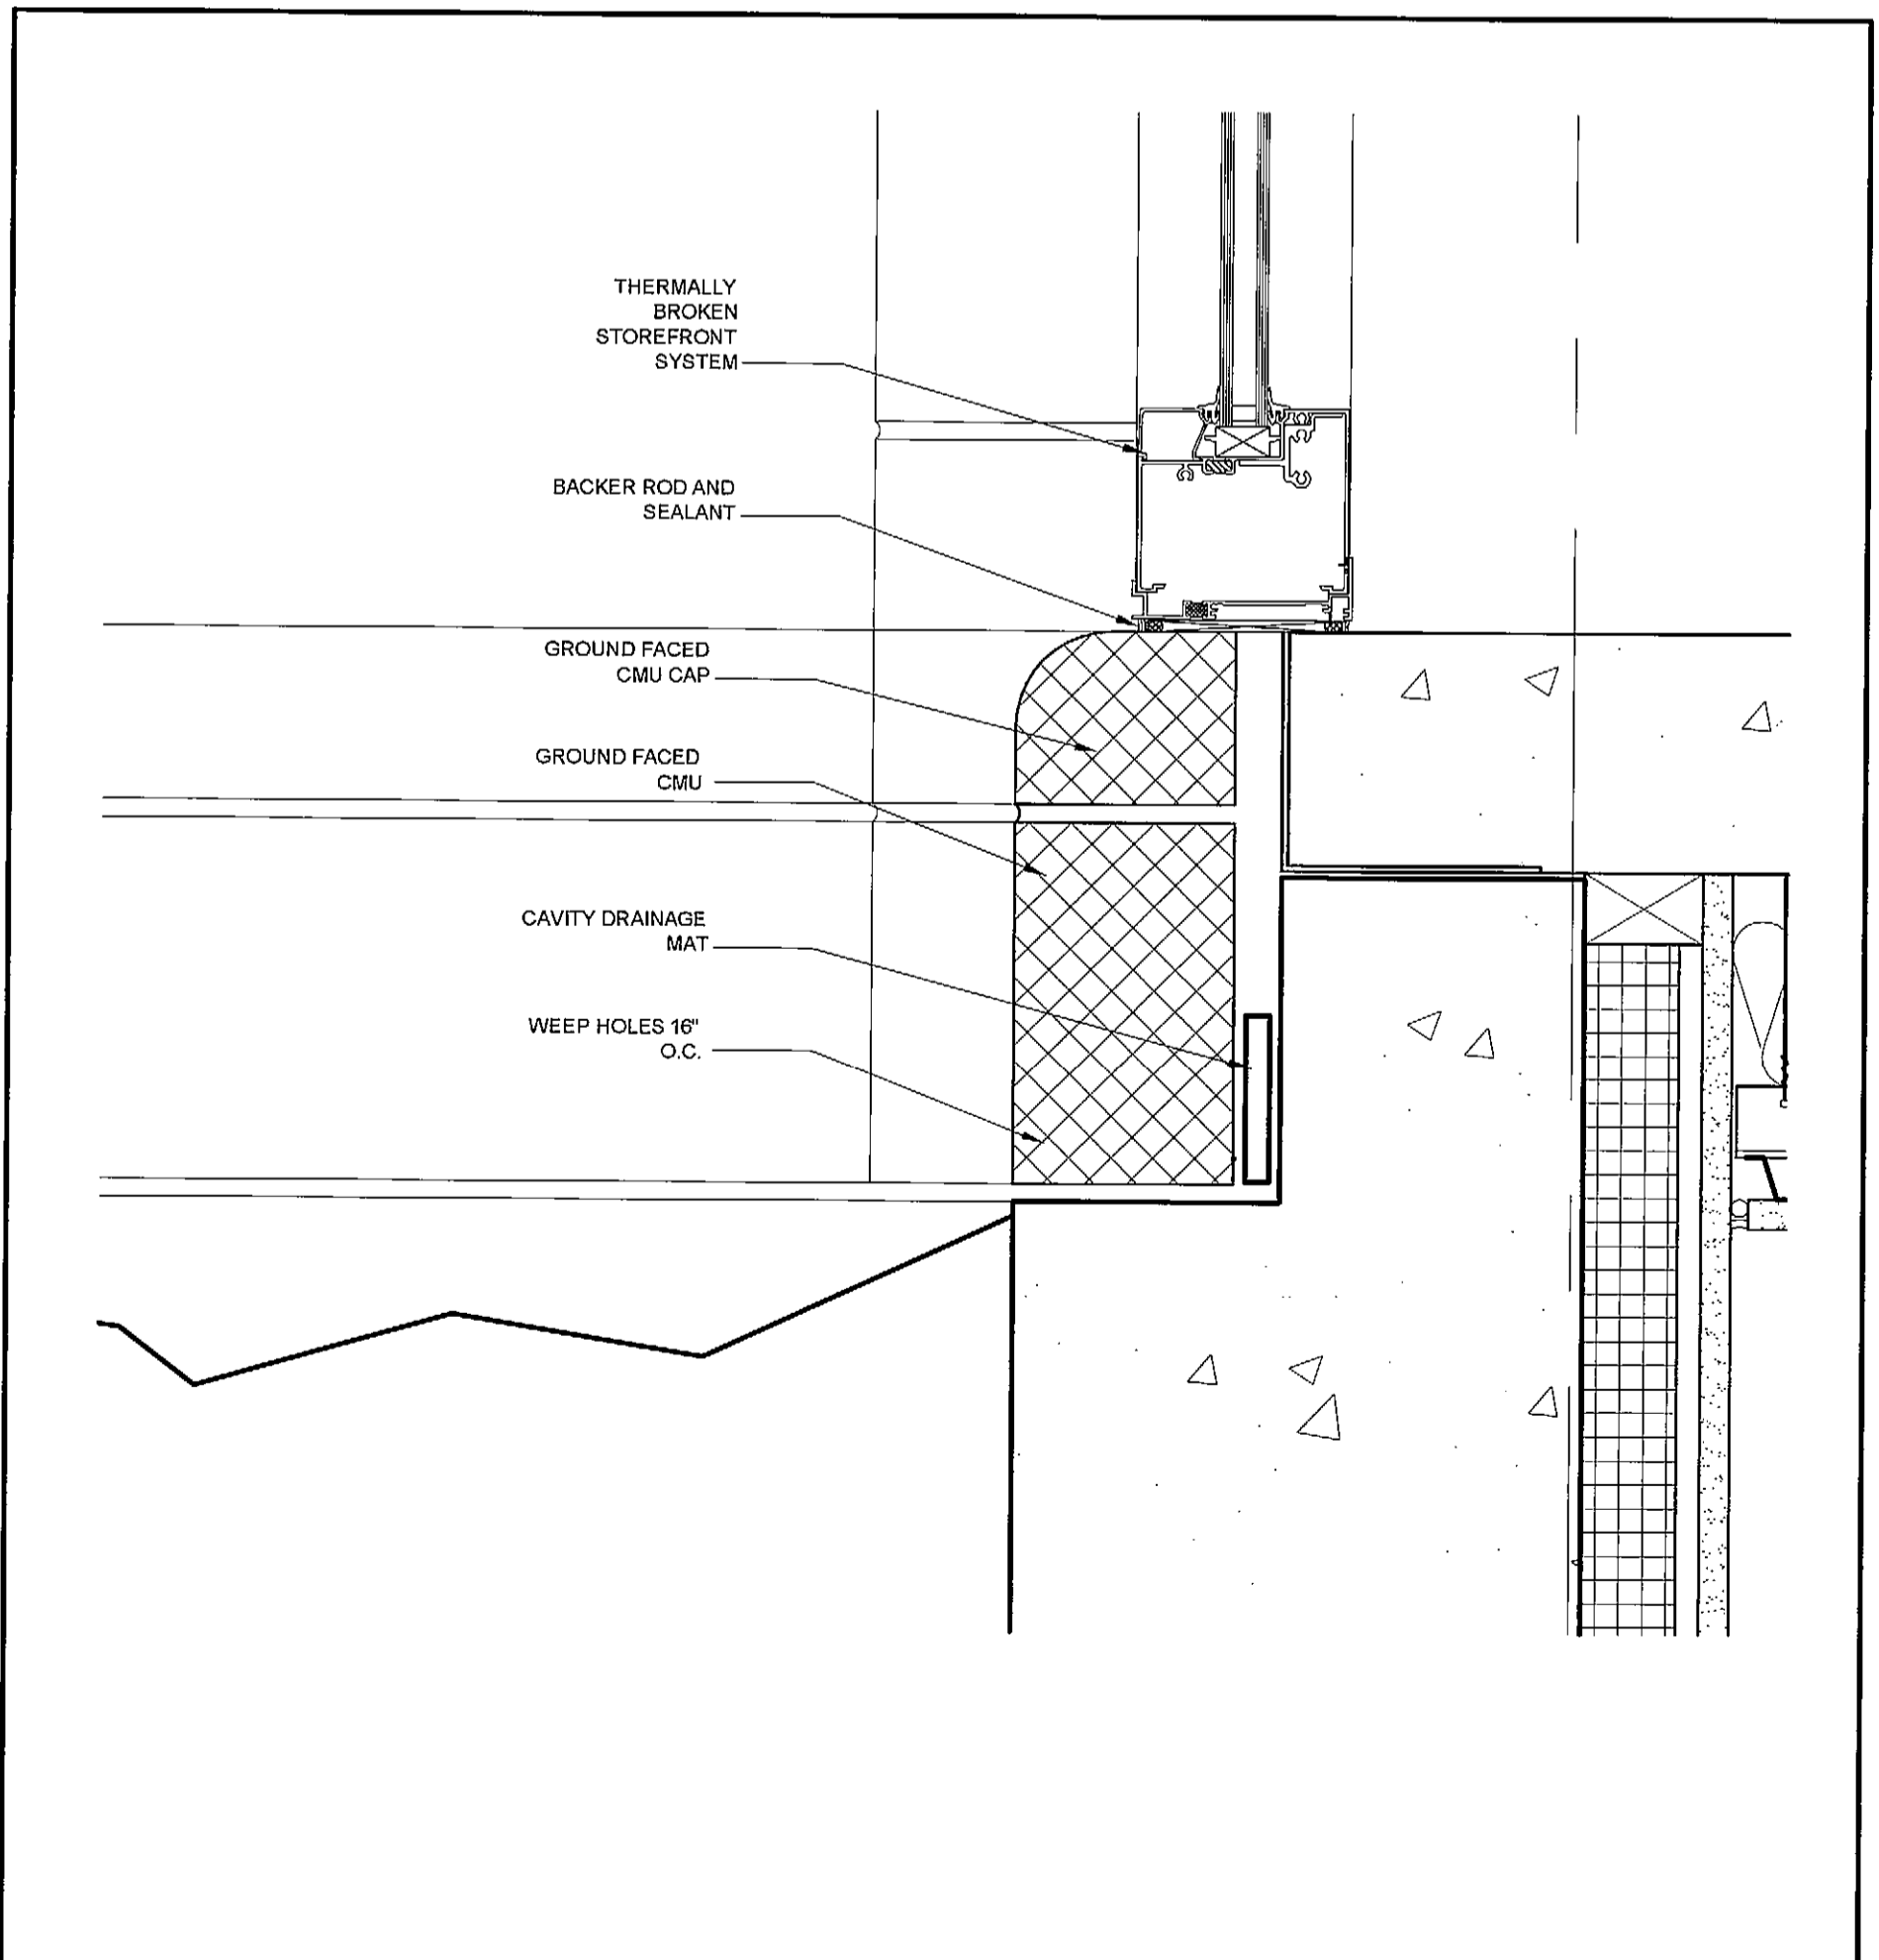 THERMALLY
BROKEN
STOREFRONT
SYSTEM
BACKER ROD AND
SEALANT
GROUND FACED
CMU CAP
GROUND FACED
CMU
CAVITY DRAINAGE
MAT
WEEP HOLES 16"
O.C.